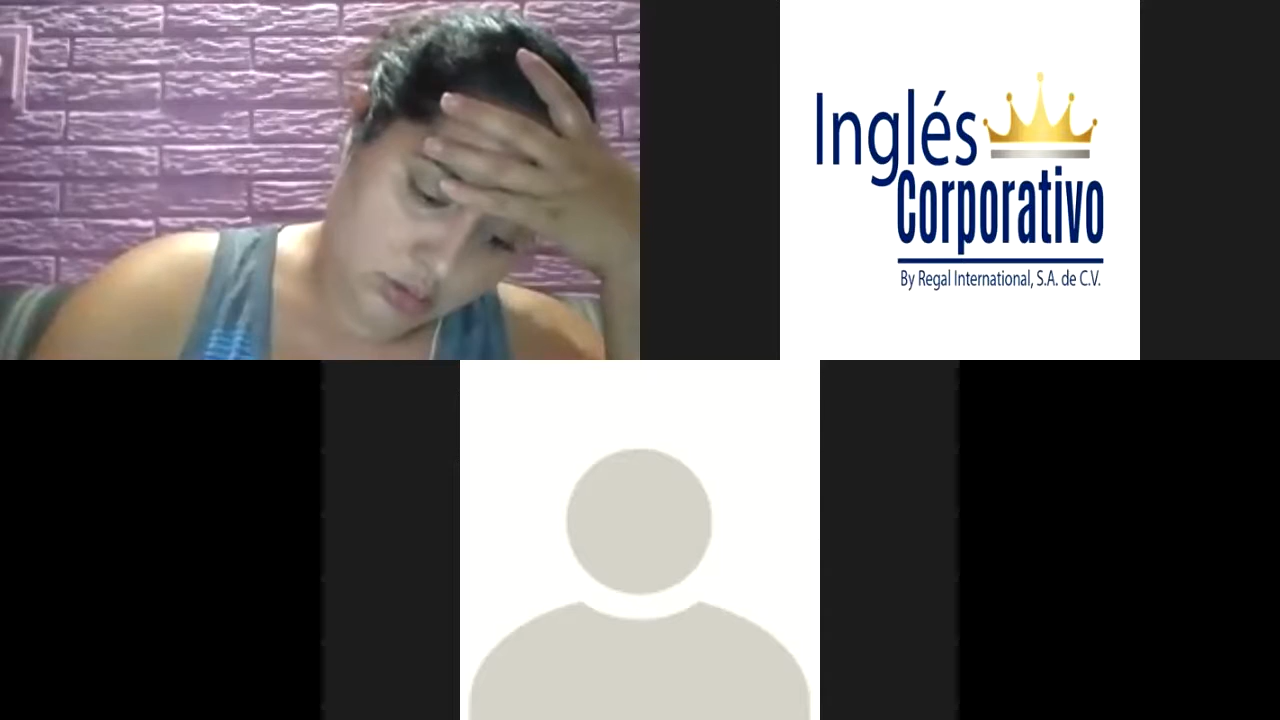 Inglés
Corporativo
By Regal International, S.A. de C.V.